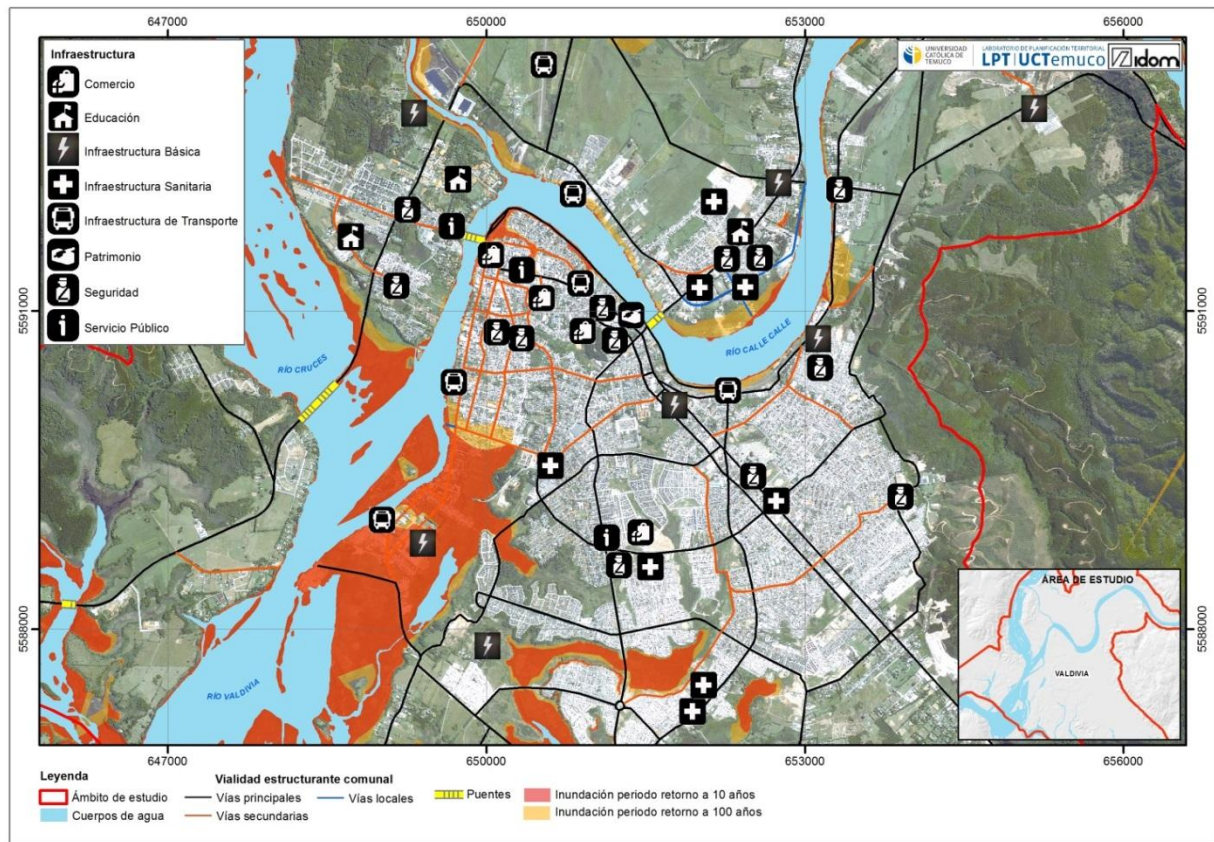 647000 650000 653000 656000
Infraestructura
Comercio
Educación
Infraestructura Básica
Infraestructura Sanitaria
Infraestructura de Transporte
Patrimonio
Seguridad
Servicio Público
UNIVERSIDAD
CATÓLICA DE
TEMUCO
LABORATORIO DE PLANIFICACIÓN TERRITORIAL
LPT UCTemuco
idom
5591000
5591000
RÍO CRUCES
RÍO CALLE CALLE
5588000
5588000
RÍO VALDIVIA
ÁREA DE ESTUDIO
VALDIVIA
647000 650000 653000 656000
Leyenda
Ámbito de estudio
Cuerpos de agua
Vialidad estructurante comunal
Vías principales
Vías secundarias
Vías locales
Puentes
Inundación periodo retorno a 10 años
Inundación periodo retorno a 100 años